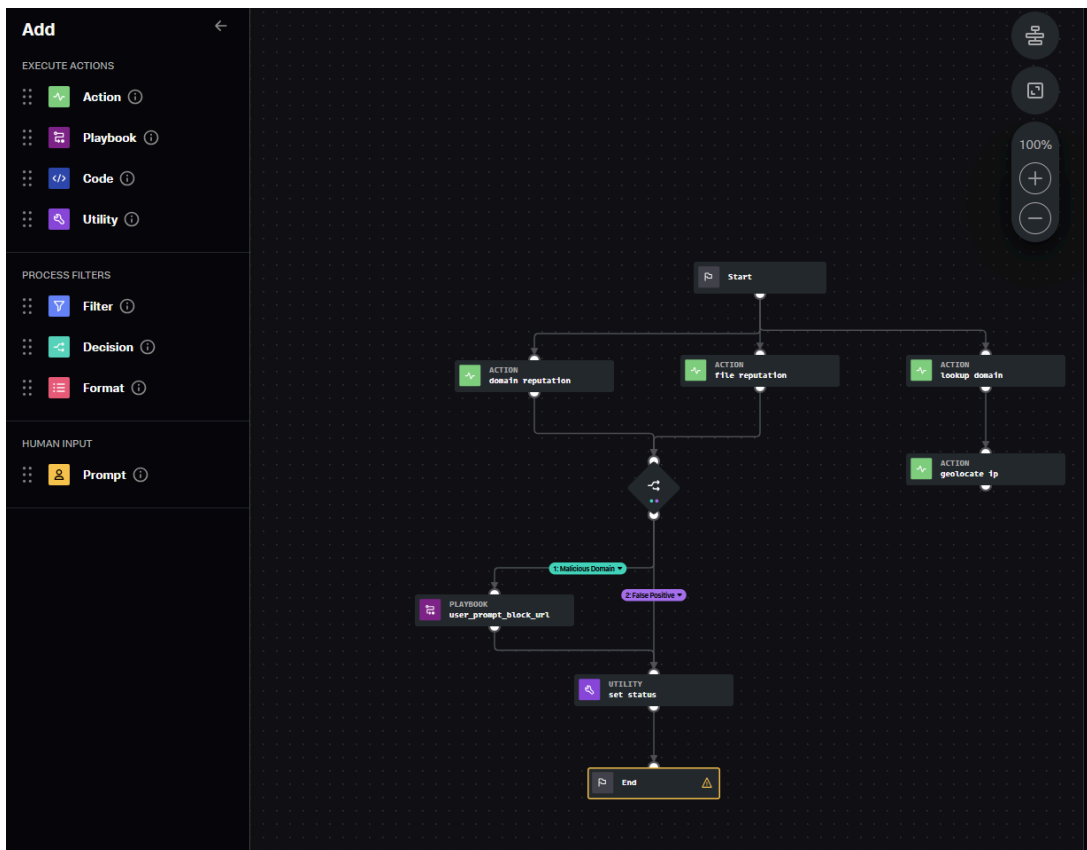 Add
EXECUTE ACTIONS
Action
Playbook
Code
Utility
PROCESS FILTERS
Filter
Decision
Format
HUMAN INPUT
Prompt
100%
Start
ACTION
domain reputation
ACTION
file reputation
ACTION
lookup domain
ACTION
geolocate ip
1: Malicious Domain
2: False Positive
PLAYBOOK
user_prompt_block_url
UTILITY
set status
End